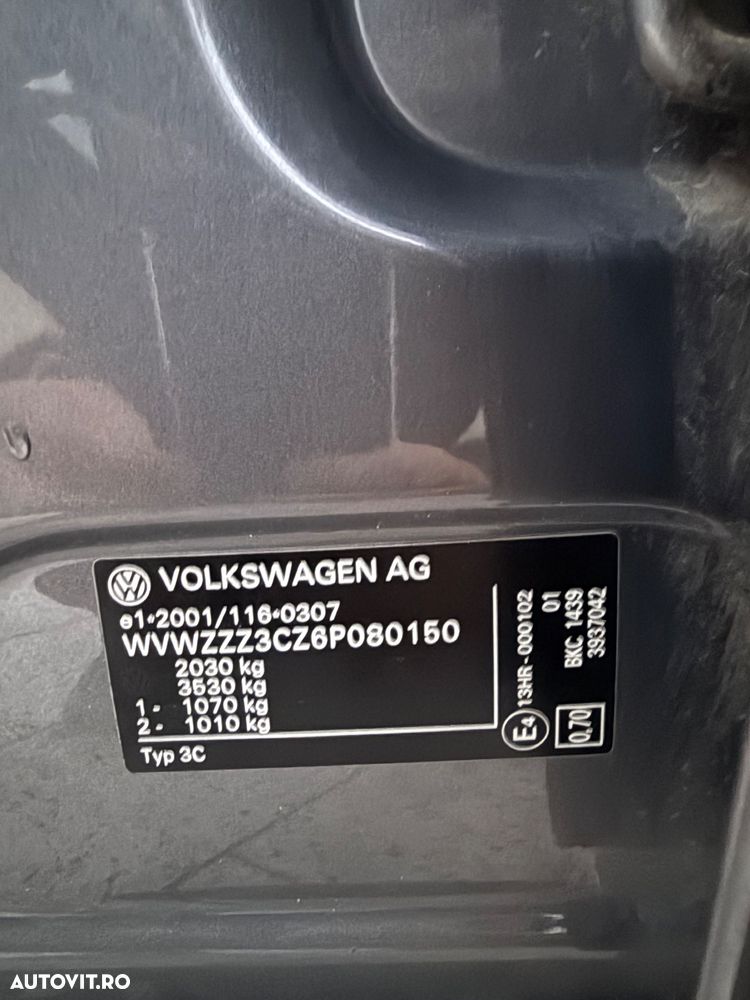 VOLKSWAGEN AG
e1*2001/116*0307
WVWZZZ3CZ6P080150
2030 kg
3530 kg
1 - 1070 kg
2 - 1010 kg
Typ 3C
E4
13HR-000102
01
BKC 1439
3937042
0,70
AUTOVIT.RO